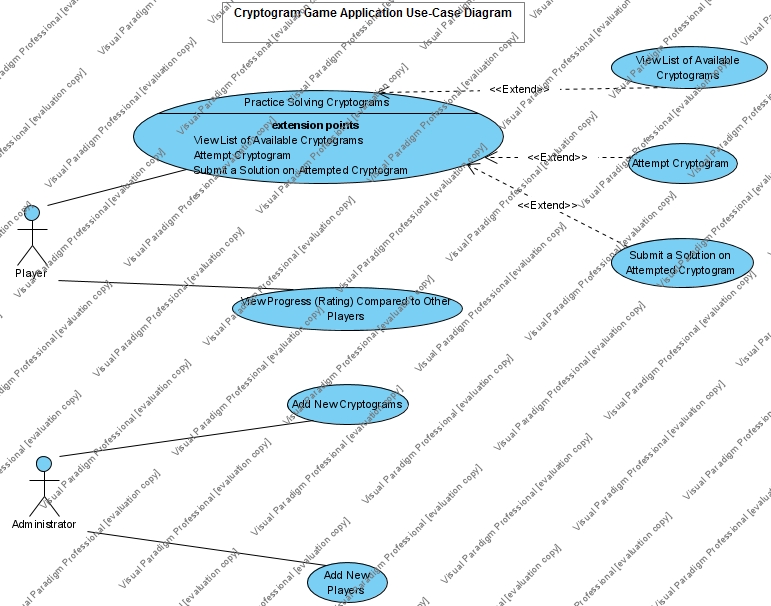 Cryptogram Game Application Use-Case Diagram
View List of Available
Cryptograms
<<Extend>>
Practice Solving Cryptograms
extension points
View List of Available Cryptograms
Attempt Cryptogram
Submit a Solution on Attempted Cryptogram
<<Extend>>
Attempt Cryptogram
<<Extend>>
Submit a Solution on
Attempted Cryptogram
Player
View Progress (Rating) Compared to Other
Players
Add New Cryptograms
Administrator
Add New
Players
Visual Paradigm Professional [evaluation copy]